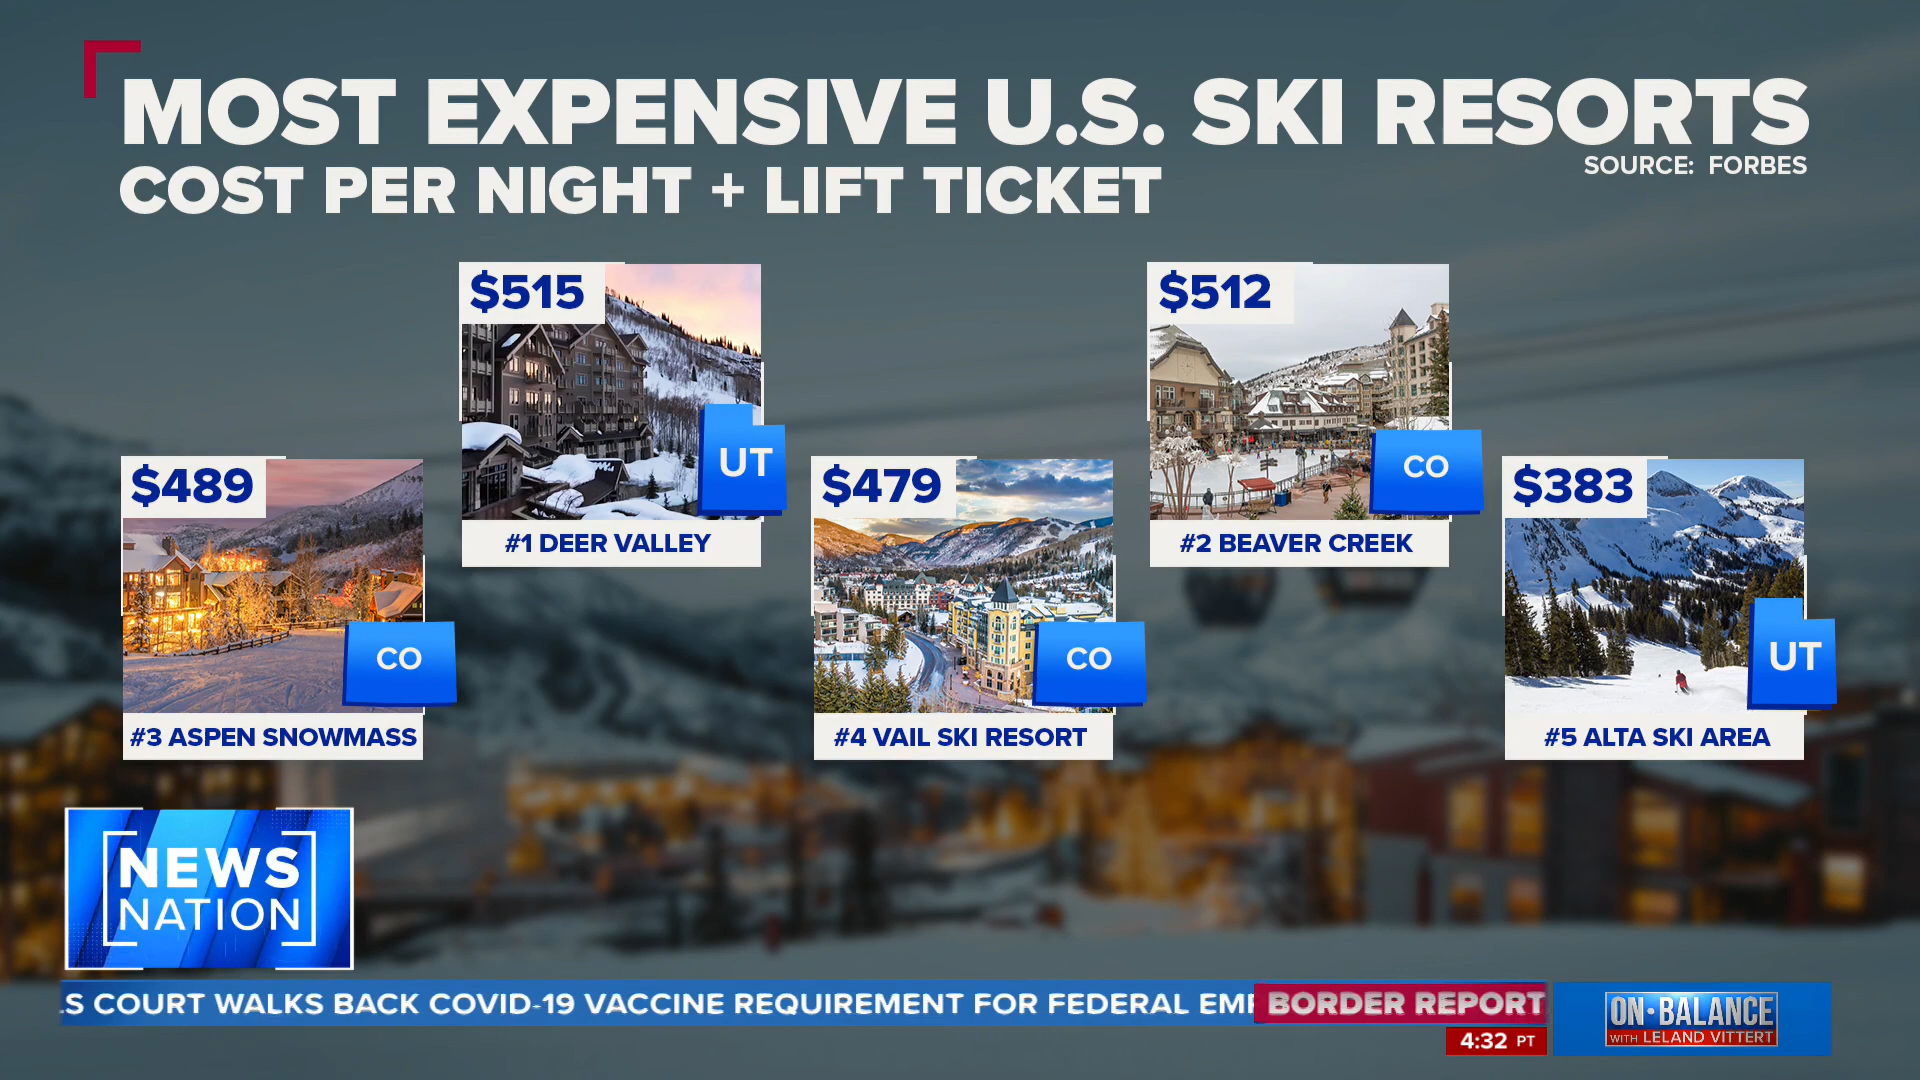 MOST EXPENSIVE U.S. SKI RESORTS
SOURCE: FORBES
COST PER NIGHT + LIFT TICKET
$515
UT
#1 DEER VALLEY
$512
CO
#2 BEAVER CREEK
$489
CO
#3 ASPEN SNOWMASS
$479
CO
#4 VAIL SKI RESORT
$383
UT
#5 ALTA SKI AREA
NEWS
NATION
S COURT WALKS BACK COVID-19 VACCINE REQUIREMENT FOR FEDERAL EMP
BORDER REPORT
4:32 PT
ON·BALANCE
WITH LELAND VITTERT